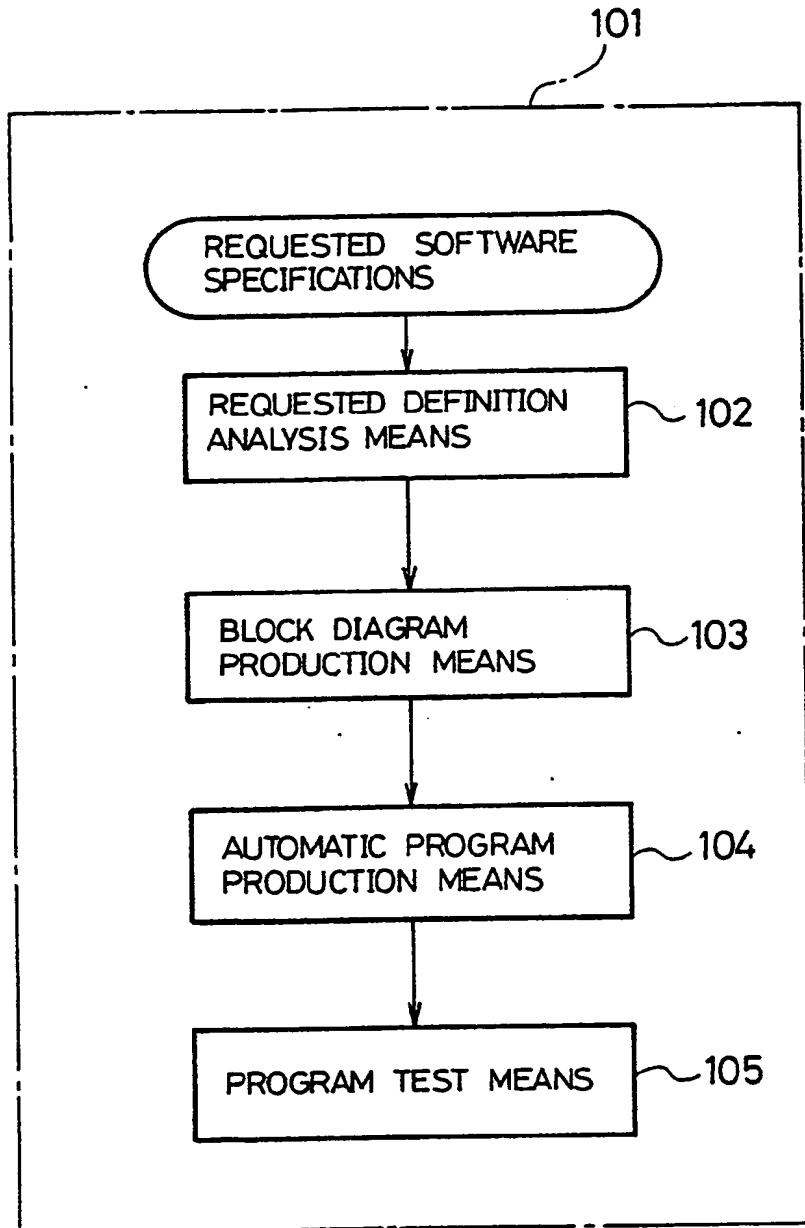 101
REQUESTED SOFTWARE
SPECIFICATIONS
REQUESTED DEFINITION
ANALYSIS MEANS
102
BLOCK DIAGRAM
PRODUCTION MEANS
103
AUTOMATIC PROGRAM
PRODUCTION MEANS
104
PROGRAM TEST MEANS
105